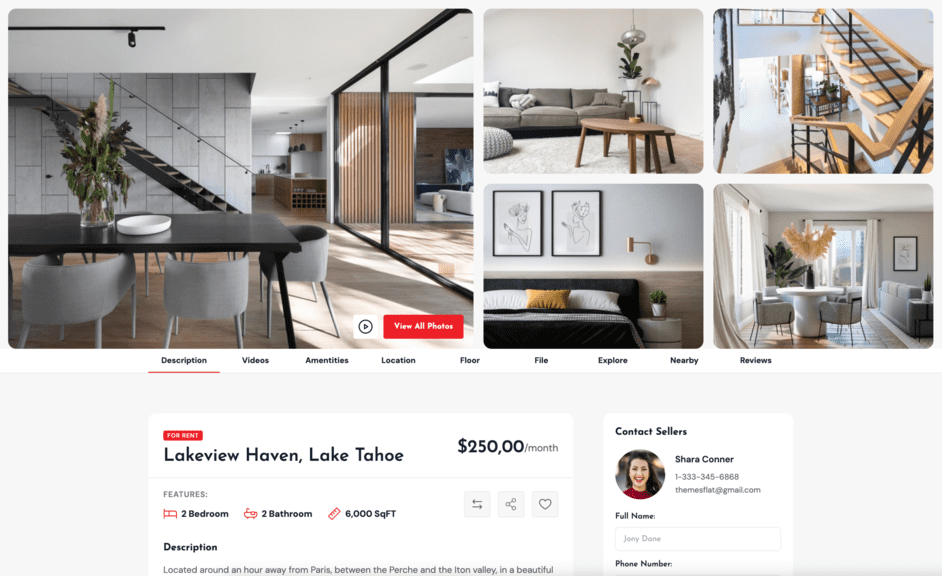 View All Photos
Description Videos Amentities Location Floor File Explore Nearby Reviews
FOR RENT
Lakeview Haven, Lake Tahoe
$250,00/month
FEATURES:
2 Bedroom 2 Bathroom 6,000 SqFT
Description
Located around an hour away from Paris, between the Perche and the Iton valley, in a beautiful
Contact Sellers
Shara Conner
1-333-345-6868
themesflat@gmail.com
Full Name:
Jony Dane
Phone Number: